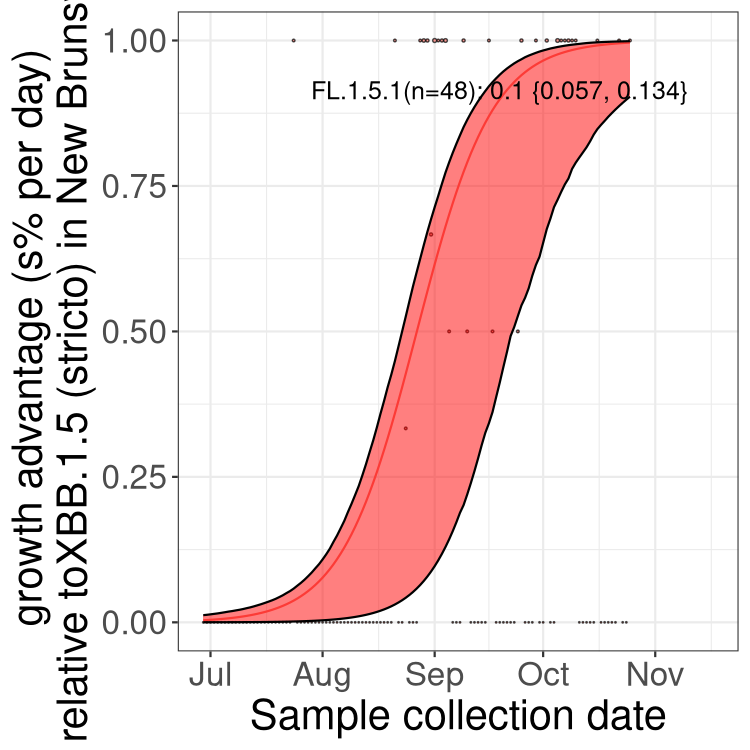 growth advantage (s% per day)
relative toXBB.1.5 (stricto) in New
1.00
0.75
0.50
0.25
0.00
FL.1.5.1(n=48): 0.1 {0.057, 0.134}
Jul Aug Sep Oct Nov
Sample collection date